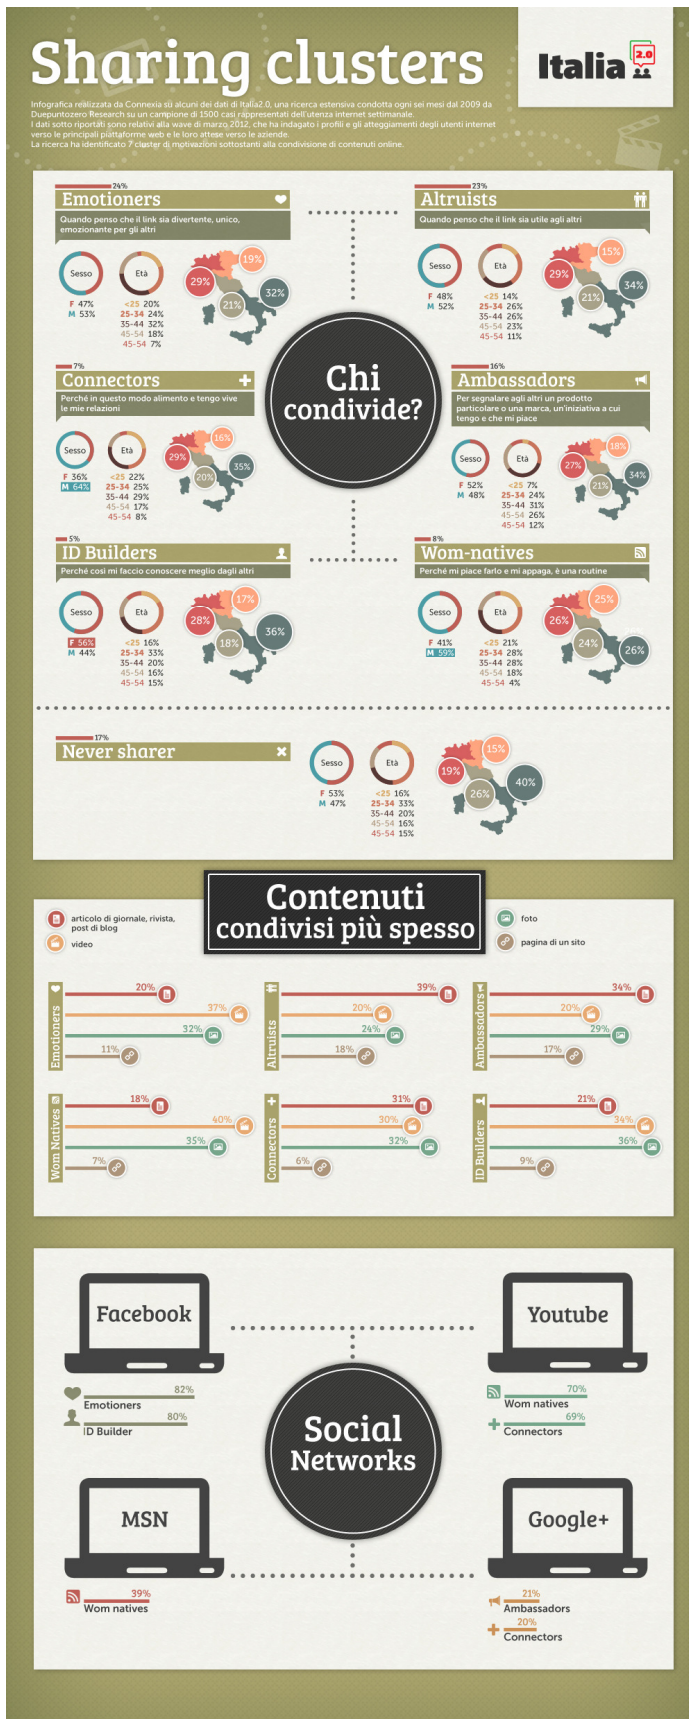 Sharing clusters
Italia 2.0
Infografica realizzata da Connexia su alcuni dei dati di Italia2.0, una ricerca estensiva condotta ogni sei mesi dal 2009 da
Duepuntozero Research su un campione di 1500 casi rappresentati dell'utenza internet settimanale.
I dati sotto riportati sono relativi alla wave di marzo 2012, che ha indagato i profili e gli atteggiamenti degli utenti internet
verso le principali piattaforme web e le loro attese verso le aziende.
La ricerca ha identificato 7 cluster di motivazioni sottostanti alla condivisione di contenuti online.
Chi
condivide?
24%
Emotioners
Quando penso che il link sia divertente, unico,
emozionante per gli altri
Sesso
Età
F 47%
M 53%
<25 20%
25-34 24%
35-44 32%
45-54 18%
45-54 7%
19%
29%
32%
21%
23%
Altruists
Quando penso che il link sia utile agli altri
Sesso
Età
F 48%
M 52%
<25 14%
25-34 26%
35-44 26%
45-54 23%
45-54 11%
15%
29%
34%
21%
7%
Connectors
Perché in questo modo alimento e tengo vive
le mie relazioni
Sesso
Età
F 36%
M 64%
<25 22%
25-34 25%
35-44 29%
45-54 17%
45-54 8%
16%
29%
35%
20%
16%
Ambassadors
Per segnalare agli altri un prodotto
particolare o una marca, un'iniziativa a cui
tengo e che mi piace
Sesso
Età
F 52%
M 48%
<25 7%
25-34 24%
35-44 31%
45-54 26%
45-54 12%
18%
27%
34%
21%
5%
ID Builders
Perché così mi faccio conoscere meglio dagli altri
Sesso
Età
F 56%
M 44%
<25 16%
25-34 33%
35-44 20%
45-54 16%
45-54 15%
17%
28%
36%
18%
8%
Wom-natives
Perché mi piace farlo e mi appaga, è una routine
Sesso
Età
F 41%
M 59%
<25 21%
25-34 28%
35-44 28%
45-54 18%
45-54 4%
25%
26%
24%
26%
17%
Never sharer
Sesso
Età
F 53%
M 47%
<25 16%
25-34 33%
35-44 20%
45-54 16%
45-54 15%
15%
19%
40%
26%
Contenuti
condivisi più spesso
articolo di giornale, rivista,
post di blog
video
foto
pagina di un sito
Emotioners
20%
37%
32%
11%
Altruists
39%
20%
24%
18%
Ambassadors
34%
20%
29%
17%
Wom Natives
18%
40%
35%
7%
Connectors
31%
30%
32%
6%
ID Builders
21%
34%
36%
9%
Social
Networks
Facebook
82%
Emotioners
80%
ID Builder
Youtube
70%
Wom natives
69%
Connectors
MSN
39%
Wom natives
Google+
21%
Ambassadors
20%
Connectors